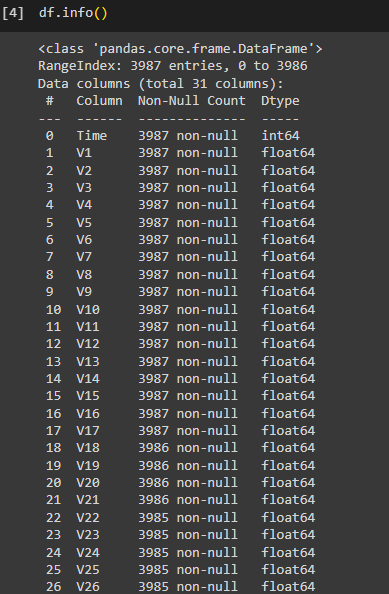 [4] df.info()
<class 'pandas.core.frame.DataFrame'>
RangeIndex: 3987 entries, 0 to 3986
Data columns (total 31 columns):
 #   Column  Non-Null Count  Dtype
---  ------  --------------  -----
 0   Time    3987 non-null   int64
 1   V1      3987 non-null   float64
 2   V2      3987 non-null   float64
 3   V3      3987 non-null   float64
 4   V4      3987 non-null   float64
 5   V5      3987 non-null   float64
 6   V6      3987 non-null   float64
 7   V7      3987 non-null   float64
 8   V8      3987 non-null   float64
 9   V9      3987 non-null   float64
 10  V10     3987 non-null   float64
 11  V11     3987 non-null   float64
 12  V12     3987 non-null   float64
 13  V13     3987 non-null   float64
 14  V14     3987 non-null   float64
 15  V15     3987 non-null   float64
 16  V16     3987 non-null   float64
 17  V17     3987 non-null   float64
 18  V18     3986 non-null   float64
 19  V19     3986 non-null   float64
 20  V20     3986 non-null   float64
 21  V21     3986 non-null   float64
 22  V22     3985 non-null   float64
 23  V23     3985 non-null   float64
 24  V24     3985 non-null   float64
 25  V25     3985 non-null   float64
 26  V26     3985 non-null   float64